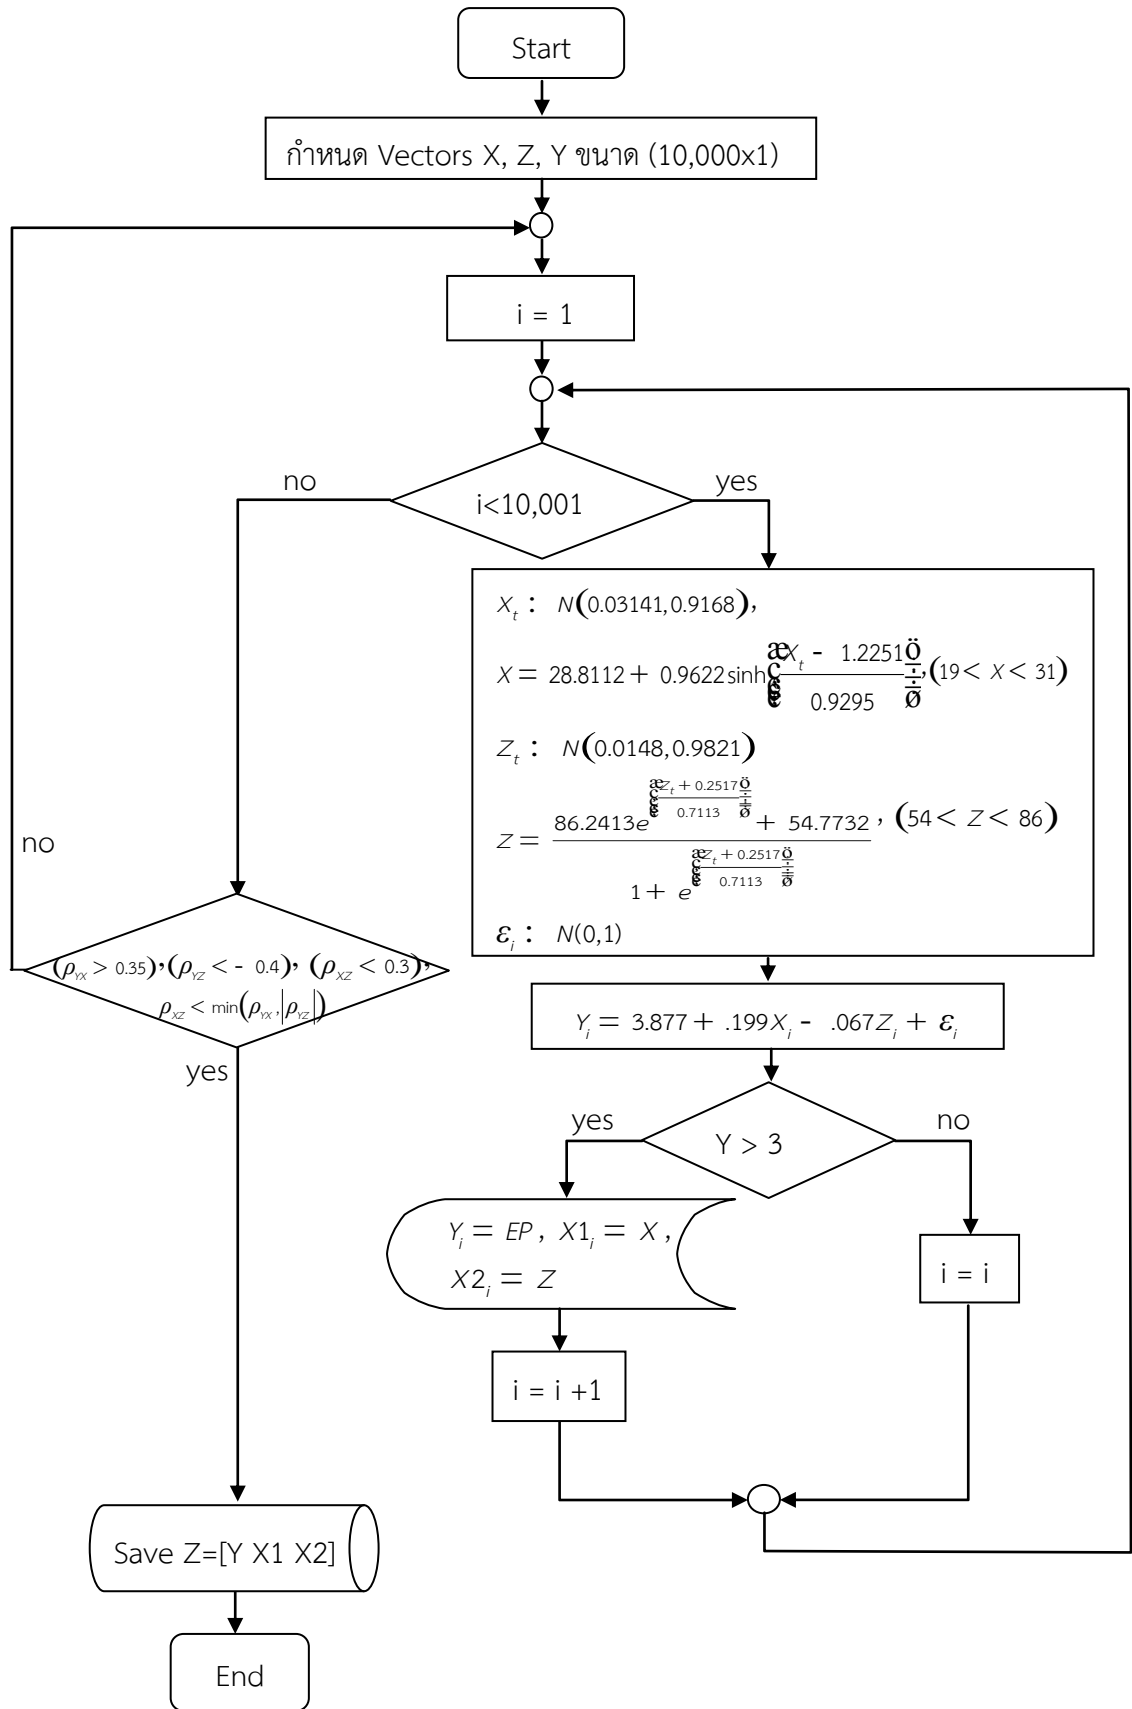 Start
กำหนด Vectors X, Z, Y ขนาด (10,000x1)
i = 1
no
i<10,001
yes
X_t : N(0.03141,0.9168),
X = 28.8112 + 0.9622 sinh((X_t - 1.2251)/0.9295), (19 < X < 31)
Z_t : N(0.0148,0.9821)
Z = (86.2413e^((Z_t + 0.2517)/0.7113) + 54.7732)/(1 + e^((Z_t + 0.2517)/0.7113)), (54 < Z < 86)
ε_i : N(0,1)
no
(ρ_YX > 0.35), (ρ_YZ < - 0.4), (ρ_XZ < 0.3),
ρ_XZ < min(ρ_YX, |ρ_YZ|)
yes
Y_i = 3.877 + .199X_i - .067Z_i + ε_i
yes
Y > 3
no
Y_i = EP, X1_i = X,
X2_i = Z
i = i
i = i +1
Save Z=[Y X1 X2]
End